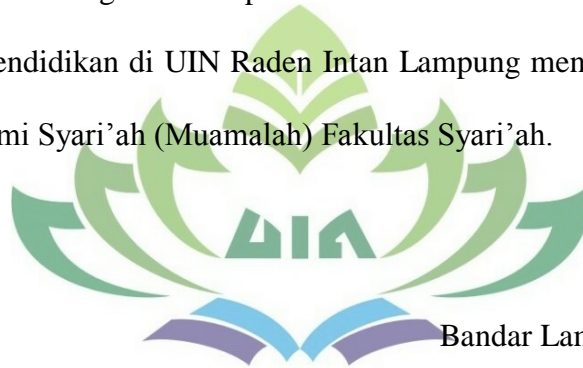 endidikan di UIN Raden Intan Lampung men
mi Syari’ah (Muamalah) Fakultas Syari’ah.
UIN
Bandar Lan